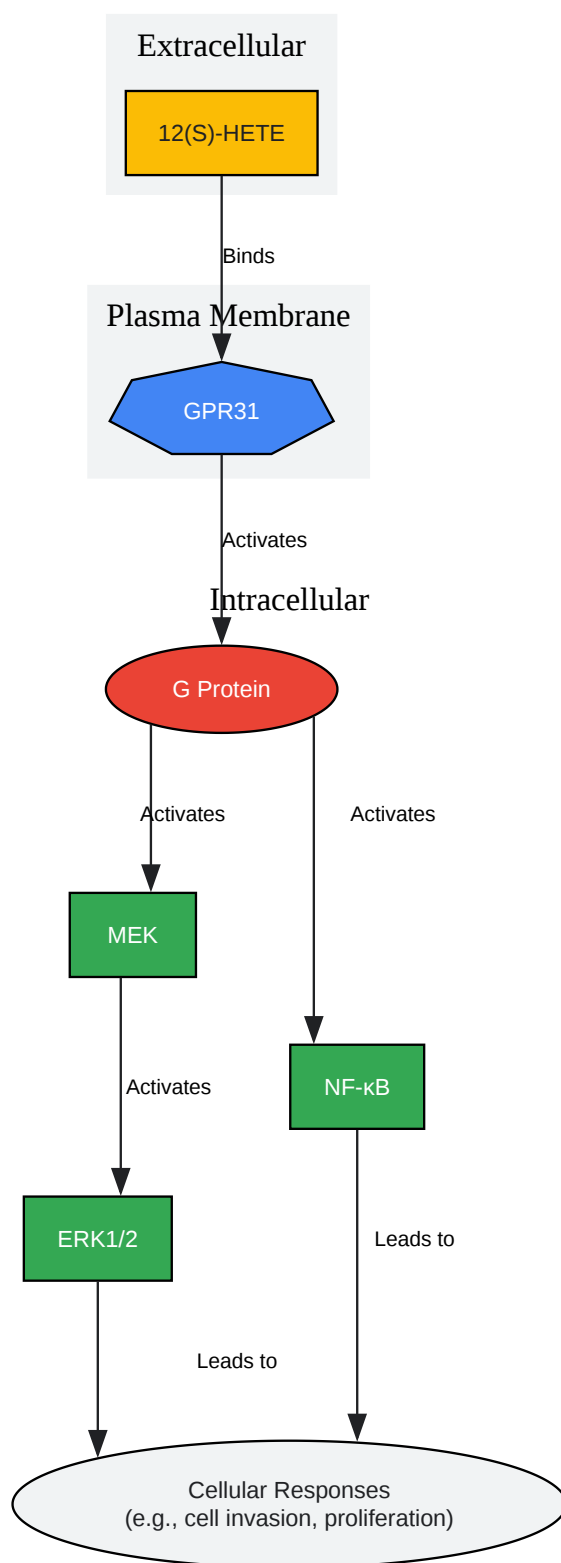 Extracellular
12(S)-HETE
Binds
Plasma Membrane
GPR31
Activates
Intracellular
G Protein
Activates
Activates
MEK
Activates
NF-κB
ERK1/2
Leads to
Leads to
Cellular Responses
(e.g., cell invasion, proliferation)